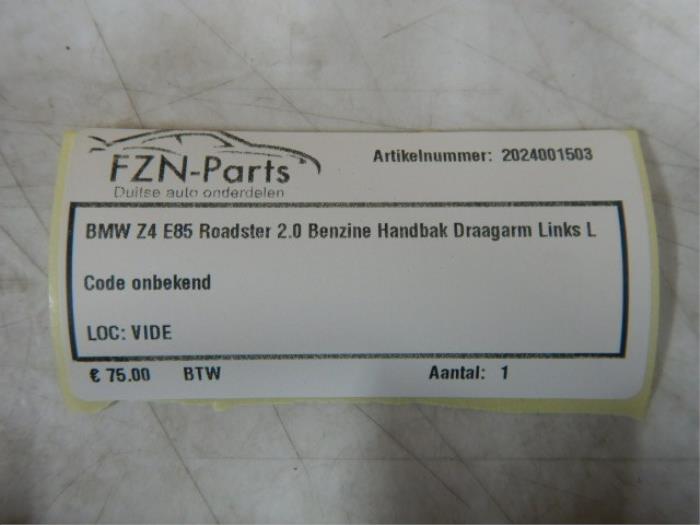 FZN-Parts
Duitse auto onderdelen
Artikelnummer: 2024001503
BMW Z4 E85 Roadster 2.0 Benzine Handbak Draagarm Links L
Code onbekend
LOC: VIDE
€ 75.00 BTW Aantal: 1